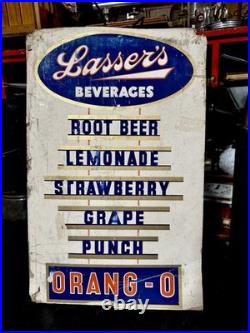 Lasser's
BEVERAGES
ROOT BEER
LEMONADE
STRAWBERRY
GRAPE
PUNCH
ORANG-O